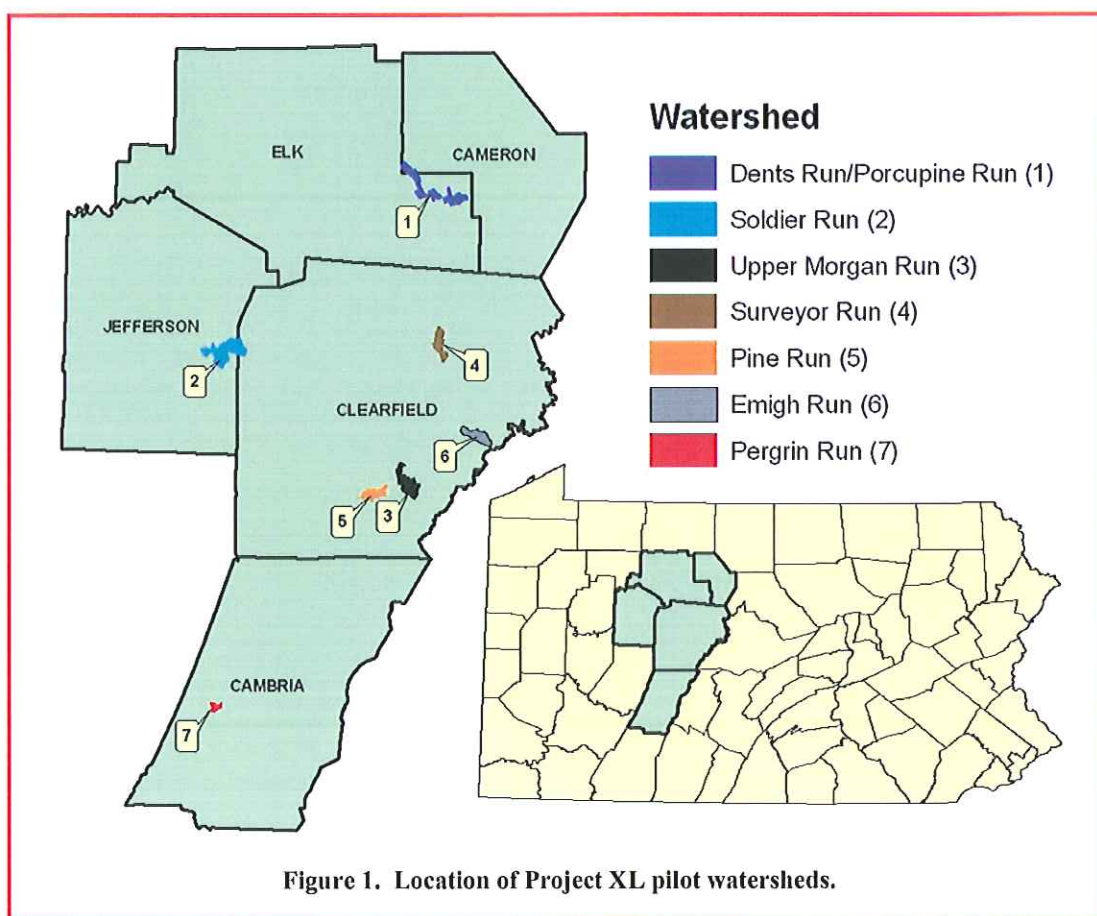 ELK
CAMERON
1
JEFFERSON
2
4
CLEARFIELD
6
5
3
CAMBRIA
7
Watershed
Dents Run/Porcupine Run (1)
Soldier Run (2)
Upper Morgan Run (3)
Surveyor Run (4)
Pine Run (5)
Emigh Run (6)
Pergrin Run (7)
Figure 1. Location of Project XL pilot watersheds.